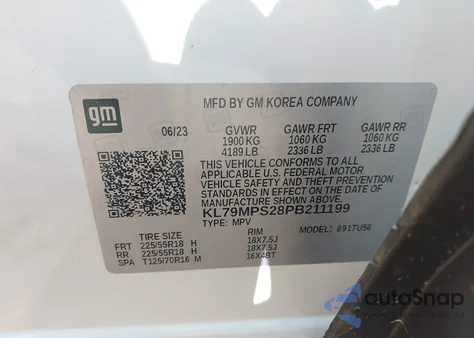 gm
MFD BY GM KOREA COMPANY
06/23 GVWR GAWR FRT GAWR RR
1900 KG 1060 KG 1060 KG
4189 LB 2336 LB 2336 LB
THIS VEHICLE CONFORMS TO ALL
APPLICABLE U.S. FEDERAL MOTOR
VEHICLE SAFETY AND THEFT PREVENTION
STANDARDS IN EFFECT ON THE DATE OF
MANUFACTURE SHOWN ABOVE.
KL79MPS28PB211199
TYPE: MPV MODEL: 891TU56
TIRE SIZE RIM
FRT 225/55R18 H 18X7.5J
RR 225/55R18 H 18X7.5J
SPA T125/70R16 M 16X4BT
AutaSnap